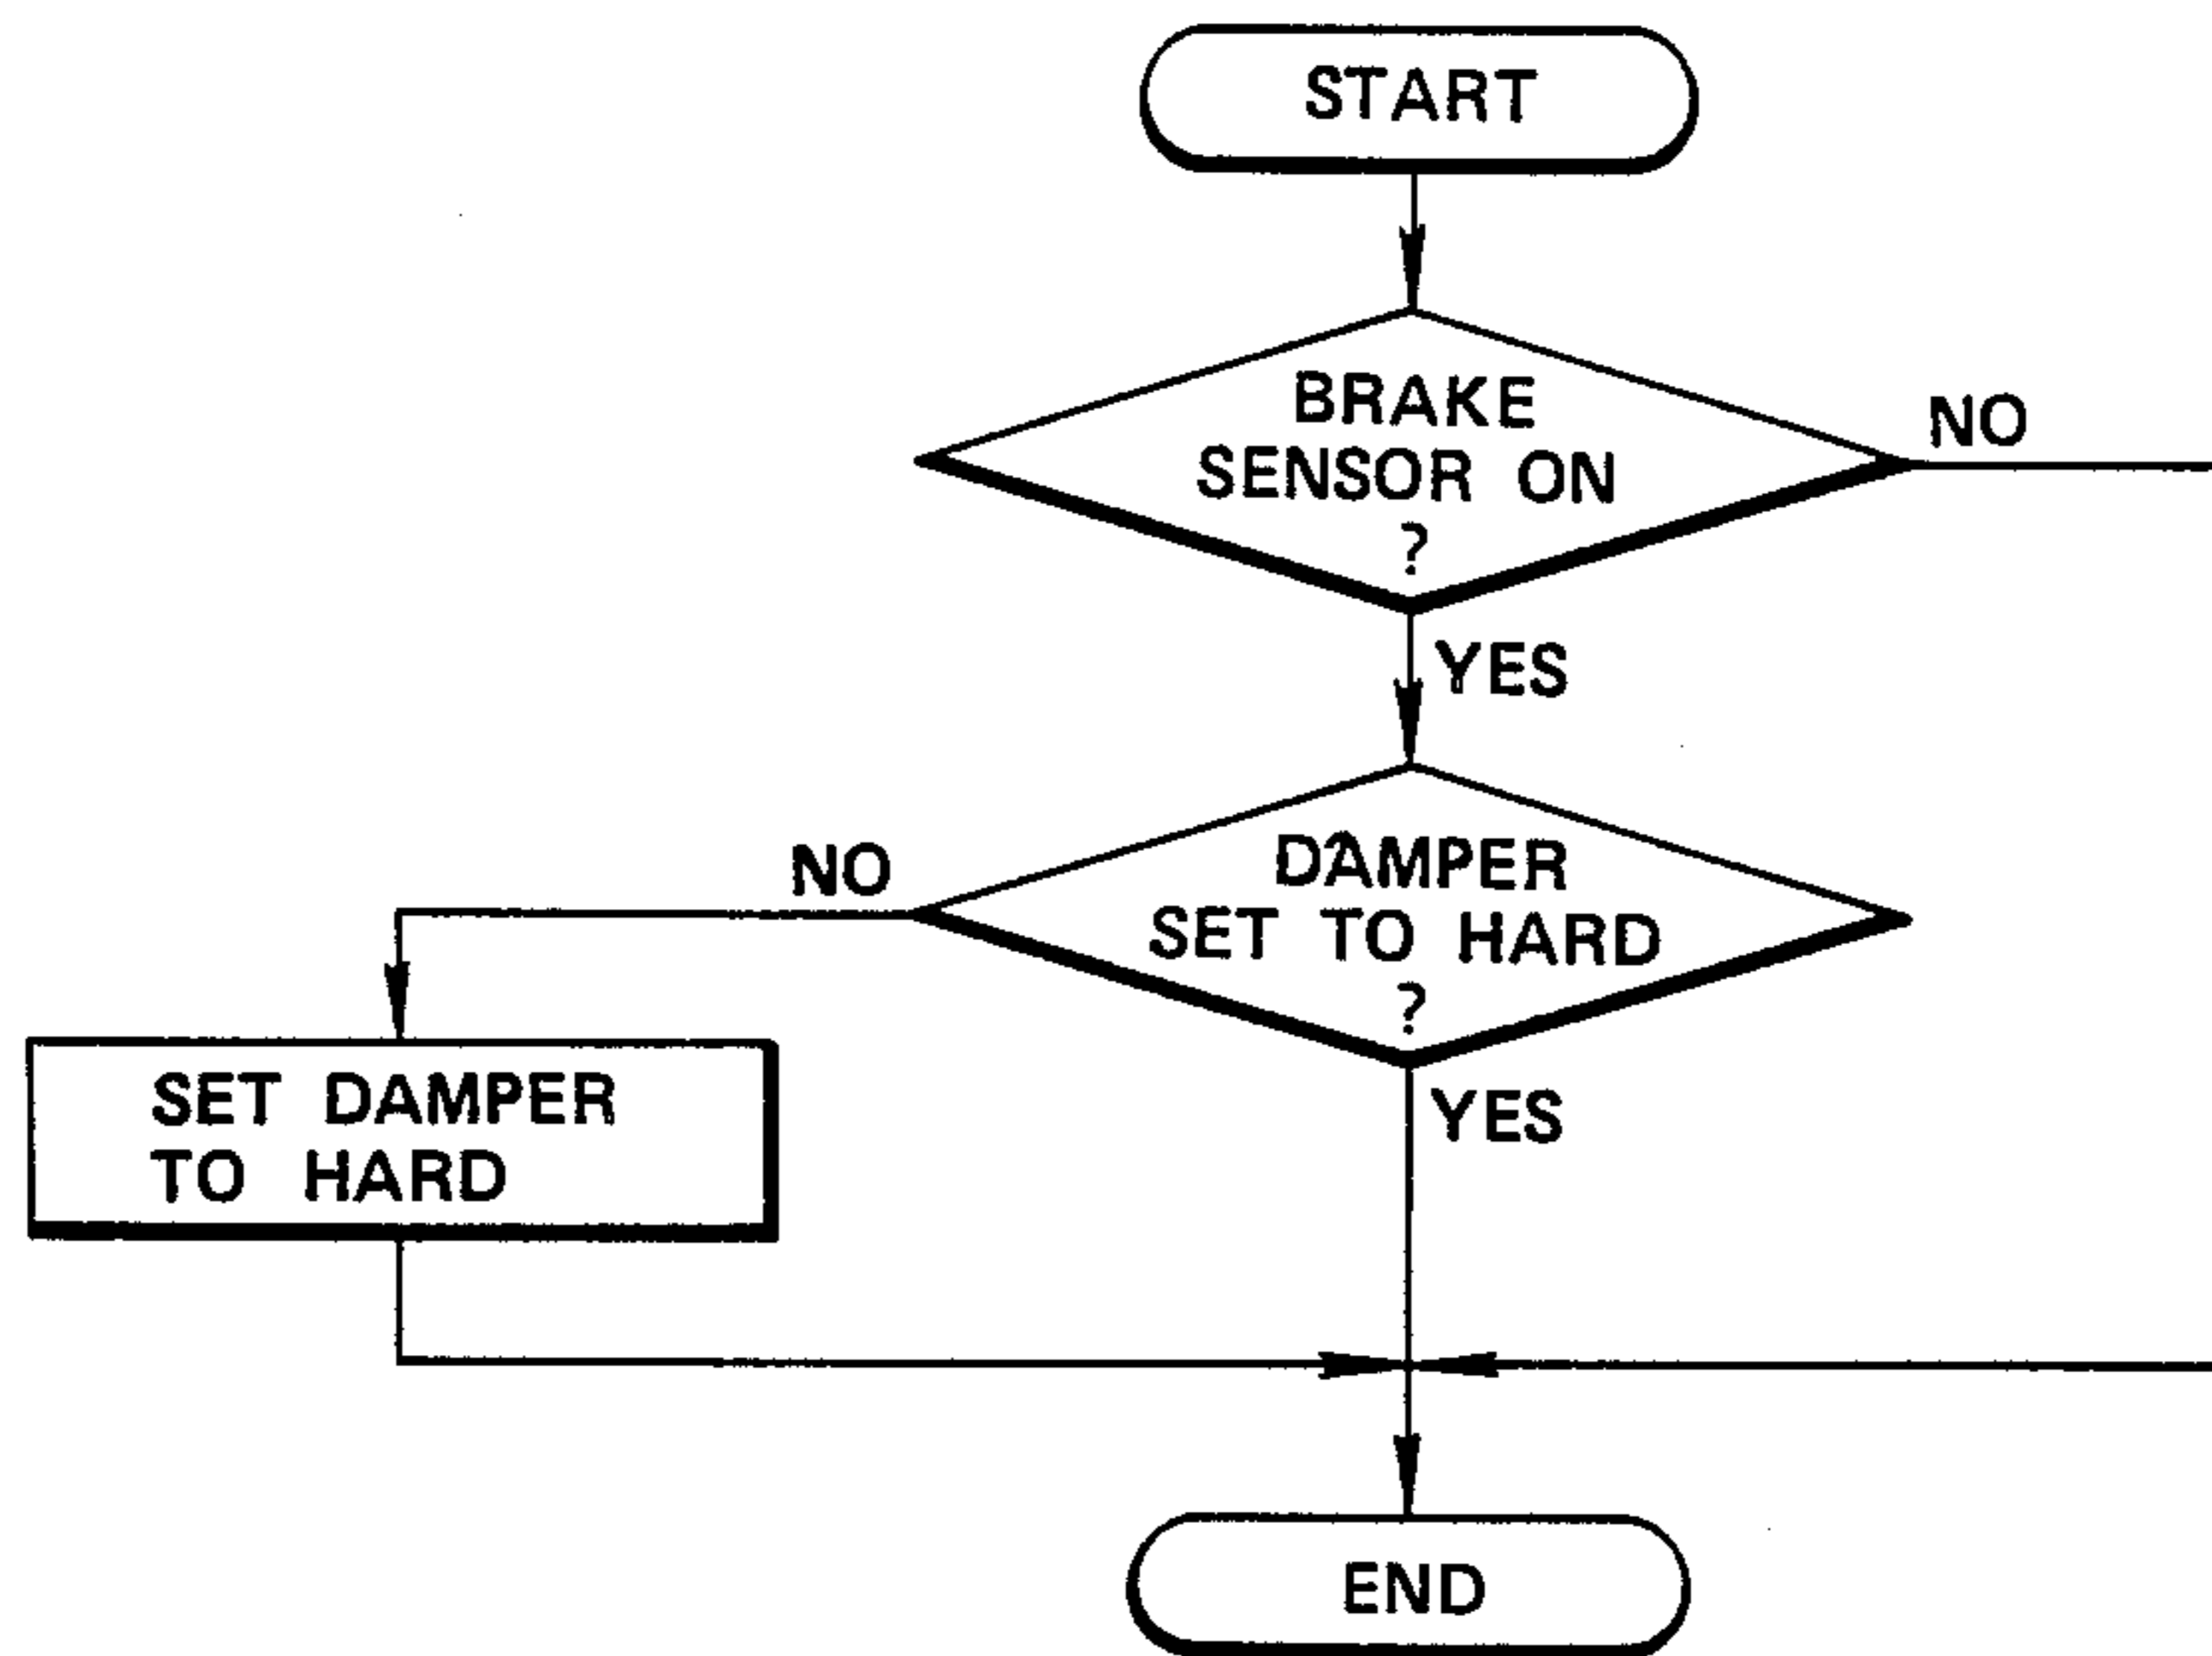 START
BRAKE
SENSOR ON
?
NO
YES
DAMPER
SET TO HARD
?
NO
YES
SET DAMPER
TO HARD
END